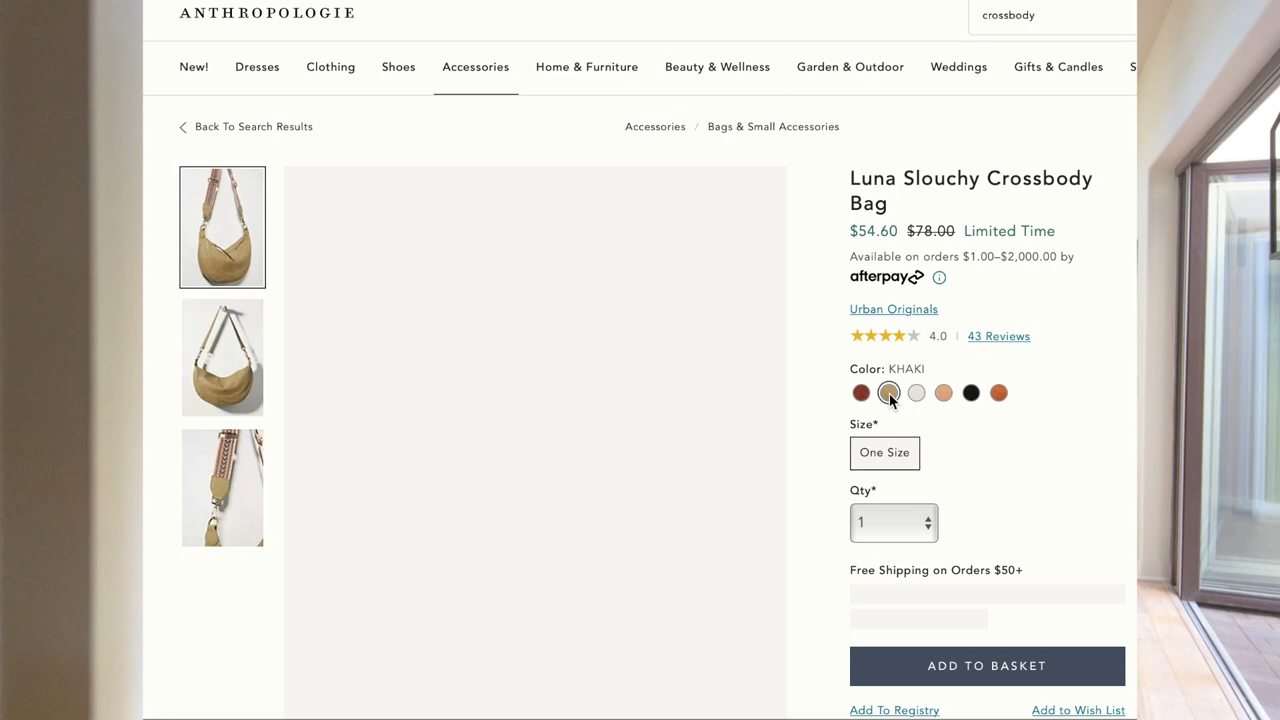 ANTHROPOLOGIE
crossbody
New! Dresses Clothing Shoes Accessories Home & Furniture Beauty & Wellness Garden & Outdoor Weddings Gifts & Candles S
Back To Search Results
Accessories / Bags & Small Accessories
Luna Slouchy Crossbody
Bag
$54.60 $78.00 Limited Time
Available on orders $1.00–$2,000.00 by
afterpay
Urban Originals
4.0 | 43 Reviews
Color: KHAKI
Size*
One Size
Qty*
1
Free Shipping on Orders $50+
ADD TO BASKET
Add To Registry Add to Wish List